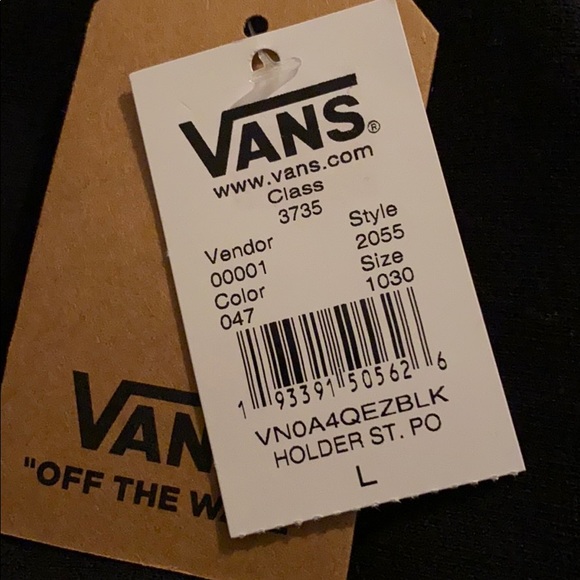 VANS®
www.vans.com
Class
3735
Vendor Style
00001 2055
Color Size
047 1030
1 93391 50562 6
VN0A4QEZBLK
HOLDER ST. PO
L
VAN
"OFF THE W